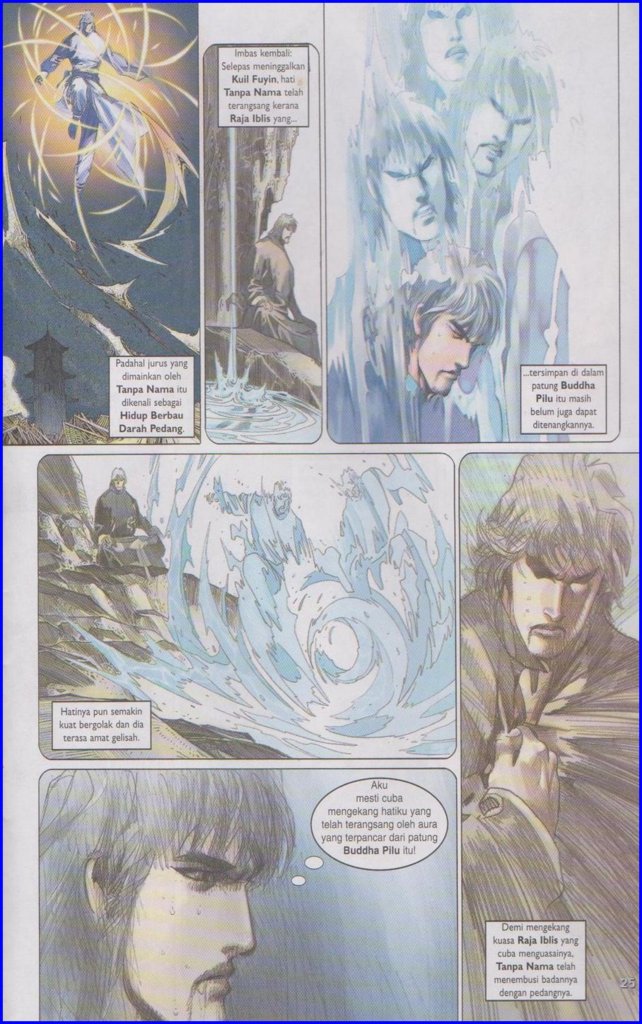 Padahal jurus yang
dimainkan oleh
Tanpa Nama itu
dikenali sebagai
Hidup Berbau
Darah Pedang.
Imbas kembali:
Selepas meninggalkan
Kuil Fuyin, hati
Tanpa Nama telah
terangsang kerana
Raja Iblis yang...
...tersimpan di dalam
patung Buddha
Pilu itu masih
belum juga dapat
ditenangkannya.
Hatinya pun semakin
kuat bergolak dan dia
terasa amat gelisah.
Aku
mesti cuba
mengekang hatiku yang
telah terangsang oleh aura
yang terpancar dari patung
Buddha Pilu itu!
Demi mengekang
kuasa Raja Iblis yang
cuba menguasainya,
Tanpa Nama telah
menembusi badannya
dengan pedangnya.
25